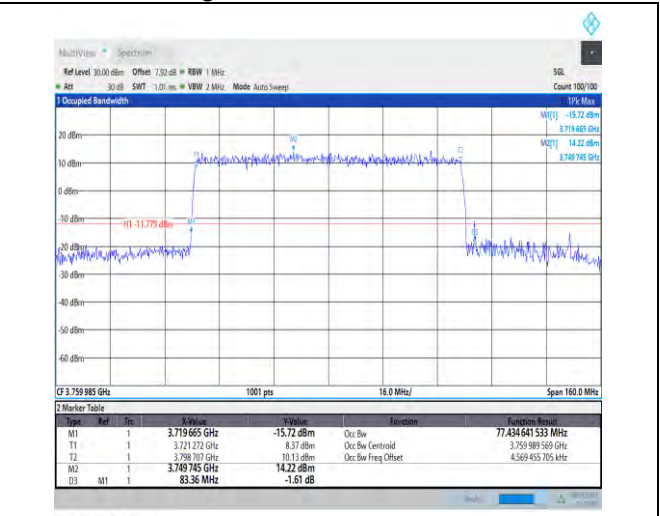 MultiView Spectrum
Ref Level 30.00 dBm Offset 7.92 dB RBW 1 MHz SGL
Att 30 dB SWT 1.01 ms VBW 2 MHz Mode Auto Sweep Count 100/100
1 Occupied Bandwidth 1Pk Max
M1[1] -15.72 dBm
3.719 665 GHz
M2[1] 14.22 dBm
3.749 745 GHz
20 dBm
M2
T1 T2
10 dBm
0 dBm
-10 dBm
H1 -11.779 dBm M1
D3
-20 dBm
-30 dBm
-40 dBm
-50 dBm
-60 dBm
CF 3.759 985 GHz 1001 pts 16.0 MHz/ Span 160.0 MHz
2 Marker Table
Type Ref Trc X-Value Y-Value Function Function Result
M1 1 3.719 665 GHz -15.72 dBm Occ Bw 77.434 641 533 MHz
T1 1 3.721 272 GHz 8.37 dBm Occ Bw Centroid 3.759 989 569 GHz
T2 1 3.798 707 GHz 10.13 dBm Occ Bw Freq Offset 4.569 455 705 kHz
M2 1 3.749 745 GHz 14.22 dBm
D3 M1 1 83.36 MHz -1.61 dB